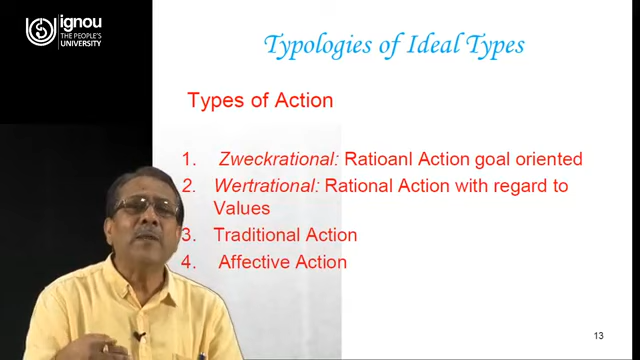 ignou
THE PEOPLE'S
UNIVERSITY
Typologies of Ideal Types
Types of Action
1. Zweckrational: Ratioanl Action goal oriented
2. Wertrational: Rational Action with regard to
Values
3. Traditional Action
4. Affective Action
13